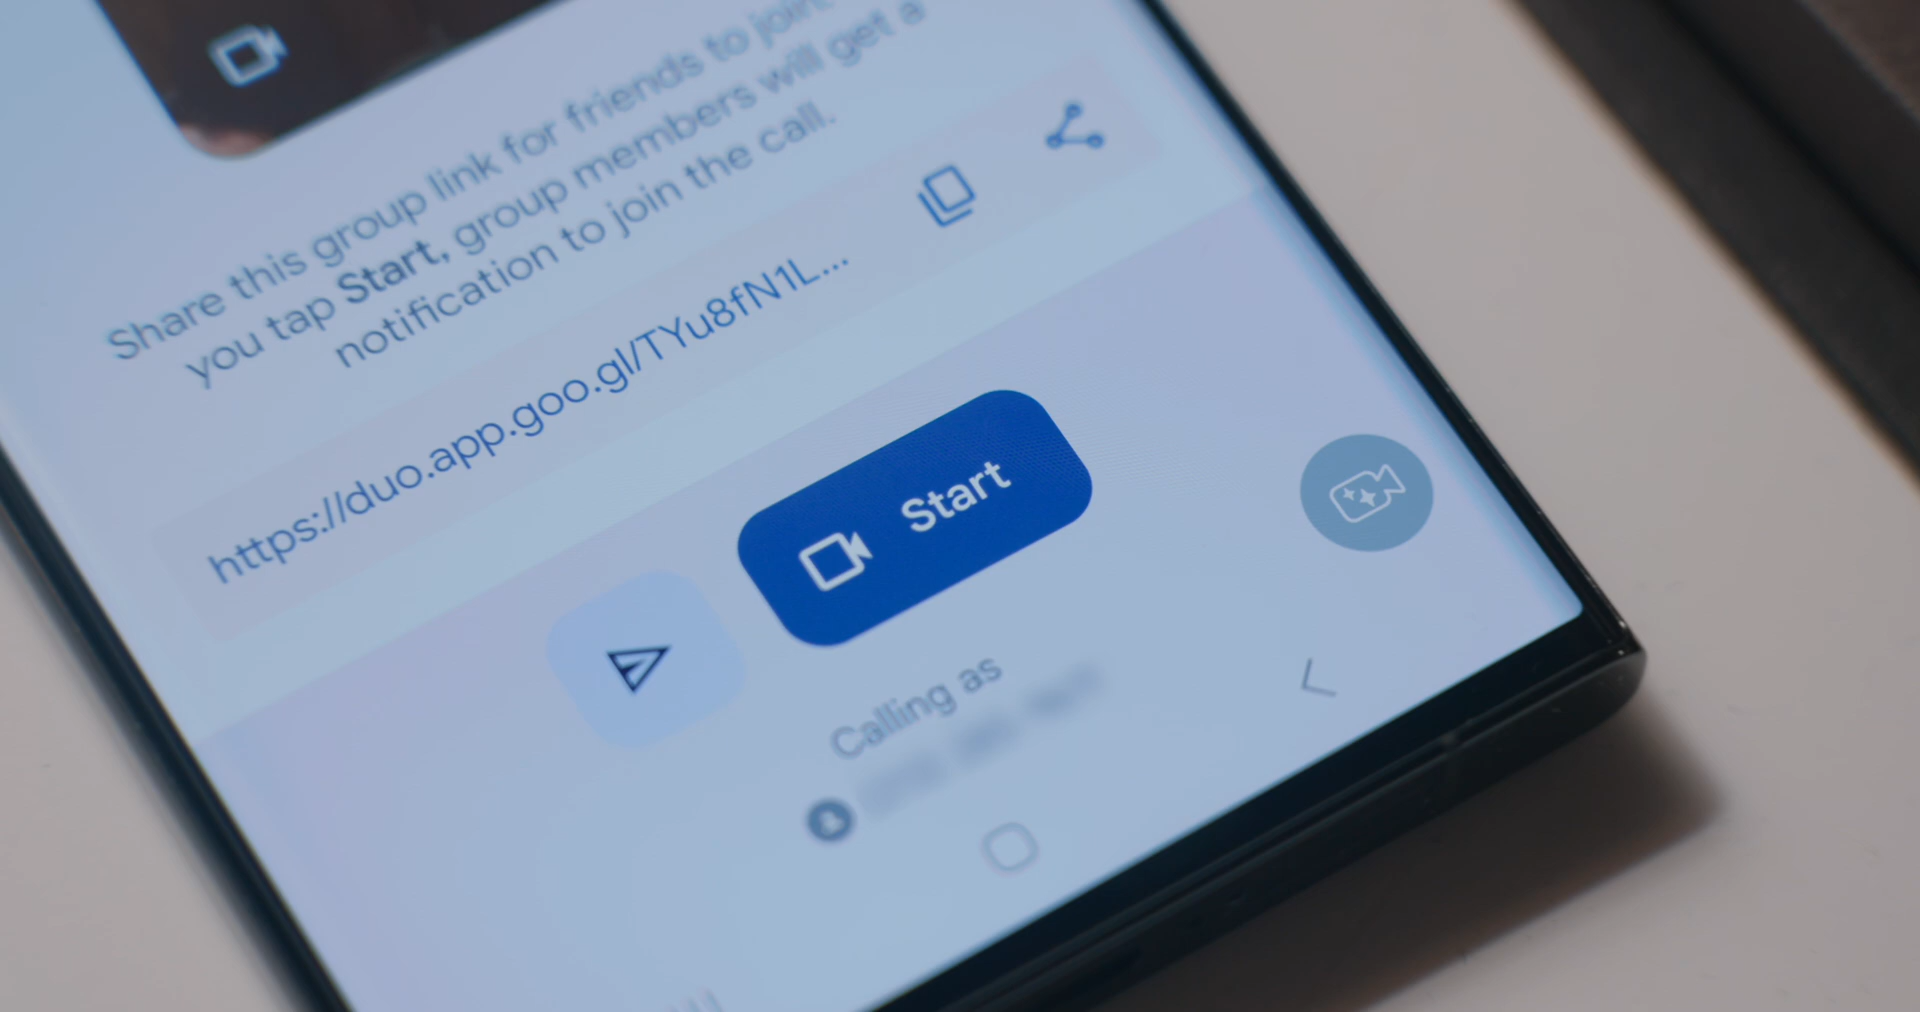 Share this group link for friends to join.
you tap Start, group members will get a
notification to join the call.
https://duo.app.goo.gl/TYu8fN1L...
Start
Calling as